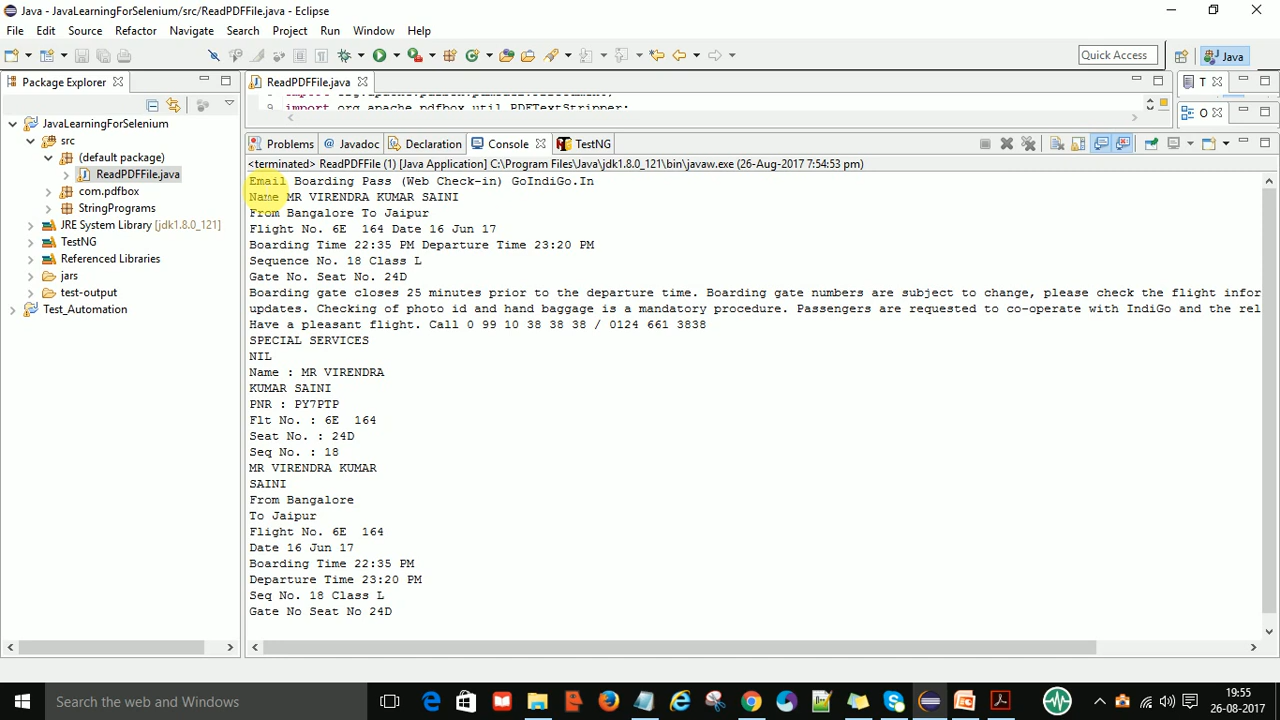 Java - JavaLearningForSelenium/src/ReadPDFFile.java - Eclipse
File Edit Source Refactor Navigate Search Project Run Window Help
Quick Access
Java
Package Explorer
ReadPDFFile.java
T
JavaLearningForSelenium
src
(default package)
ReadPDFFile.java
com.pdfbox
StringPrograms
JRE System Library [jdk1.8.0_121]
TestNG
Referenced Libraries
jars
test-output
Test_Automation
9 import org.apache.pdfbox.util.PDFTextStripper;
O
Problems Javadoc Declaration Console TestNG
<terminated> ReadPDFFile (1) [Java Application] C:\Program Files\Java\jdk1.8.0_121\bin\javaw.exe (26-Aug-2017 7:54:53 pm)
Email Boarding Pass (Web Check-in) GoIndiGo.In
Name MR VIRENDRA KUMAR SAINI
From Bangalore To Jaipur
Flight No. 6E  164 Date 16 Jun 17
Boarding Time 22:35 PM Departure Time 23:20 PM
Sequence No. 18 Class L
Gate No. Seat No. 24D
Boarding gate closes 25 minutes prior to the departure time. Boarding gate numbers are subject to change, please check the flight infor
updates. Checking of photo id and hand baggage is a mandatory procedure. Passengers are requested to co-operate with IndiGo and the rel
Have a pleasant flight. Call 0 99 10 38 38 38 / 0124 661 3838
SPECIAL SERVICES
NIL
Name : MR VIRENDRA
KUMAR SAINI
PNR : PY7PTP
Flt No. : 6E  164
Seat No. : 24D
Seq No. : 18
MR VIRENDRA KUMAR
SAINI
From Bangalore
To Jaipur
Flight No. 6E  164
Date 16 Jun 17
Boarding Time 22:35 PM
Departure Time 23:20 PM
Seq No. 18 Class L
Gate No Seat No 24D
Search the web and Windows
19:55
26-08-2017